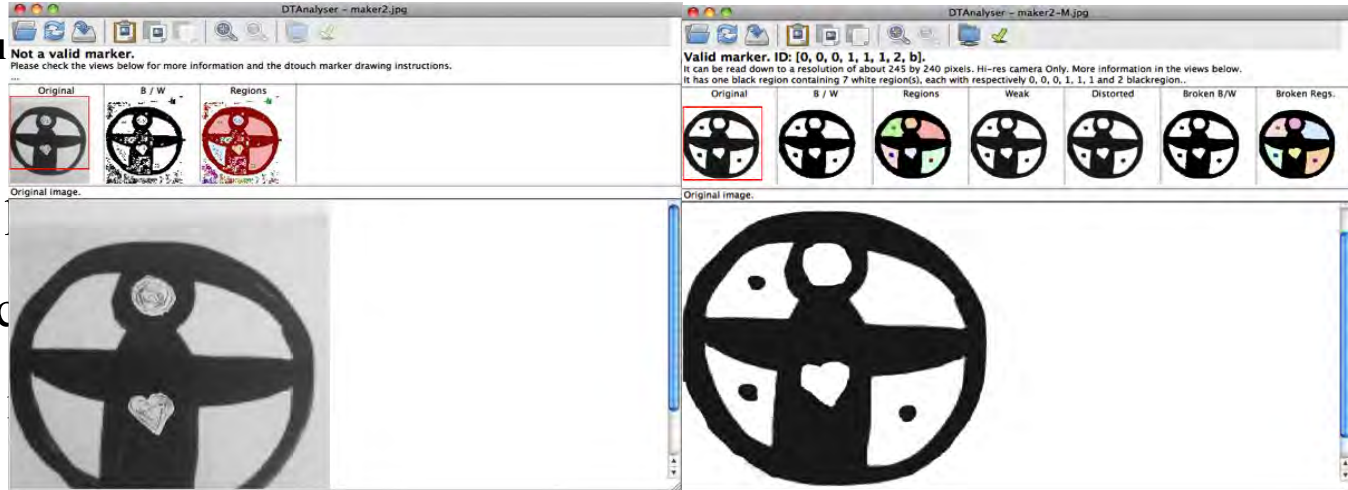 DTAnalyser – maker2.jpg
Not a valid marker.
Please check the views below for more information and the dtouch marker drawing instructions.
...
Original B / W Regions
Original image.
DTAnalyser – maker2-M.jpg
Valid marker. ID: [0, 0, 0, 1, 1, 1, 2, b].
It can be read down to a resolution of about 245 by 240 pixels. Hi-res camera Only. More information in the views below.
It has one black region containing 7 white region(s), each with respectively 0, 0, 0, 1, 1, 1 and 2 blackregion..
Original B / W Regions Weak Distorted Broken B/W Broken Regs.
Original image.